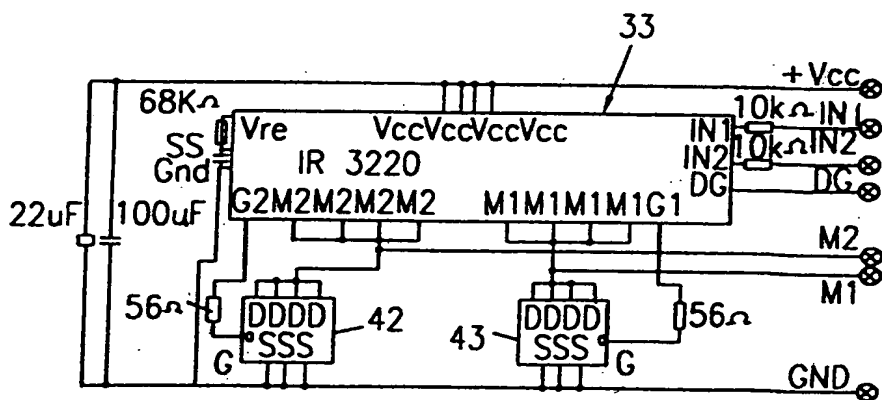 33
+Vcc
68KΩ
10kΩ IN1
Vre VccVccVccVcc IN1
10kΩ IN2
SS IN2
Gnd IR 3220 DG DG
22uF 100uF G2M2M2M2M2 M1M1M1M1G1
M2
M1
56Ω DDDD 42 43 DDDD 56Ω
SSS SSS
G G
GND